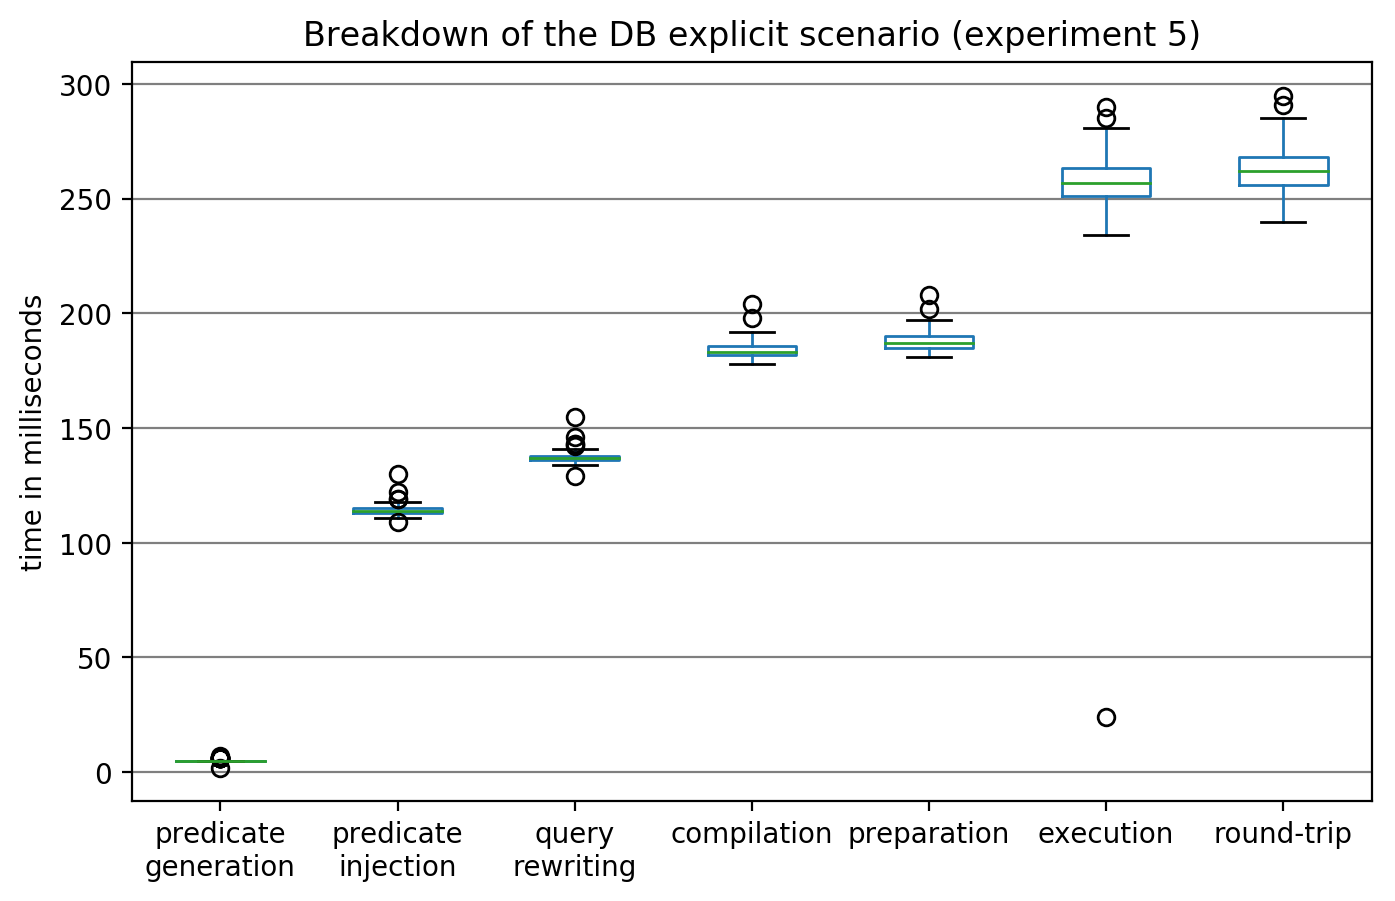 Breakdown of the DB explicit scenario (experiment 5)
time in milliseconds
300
250
200
150
100
50
0
predicate generation
predicate injection
query rewriting
compilation
preparation
execution
round-trip